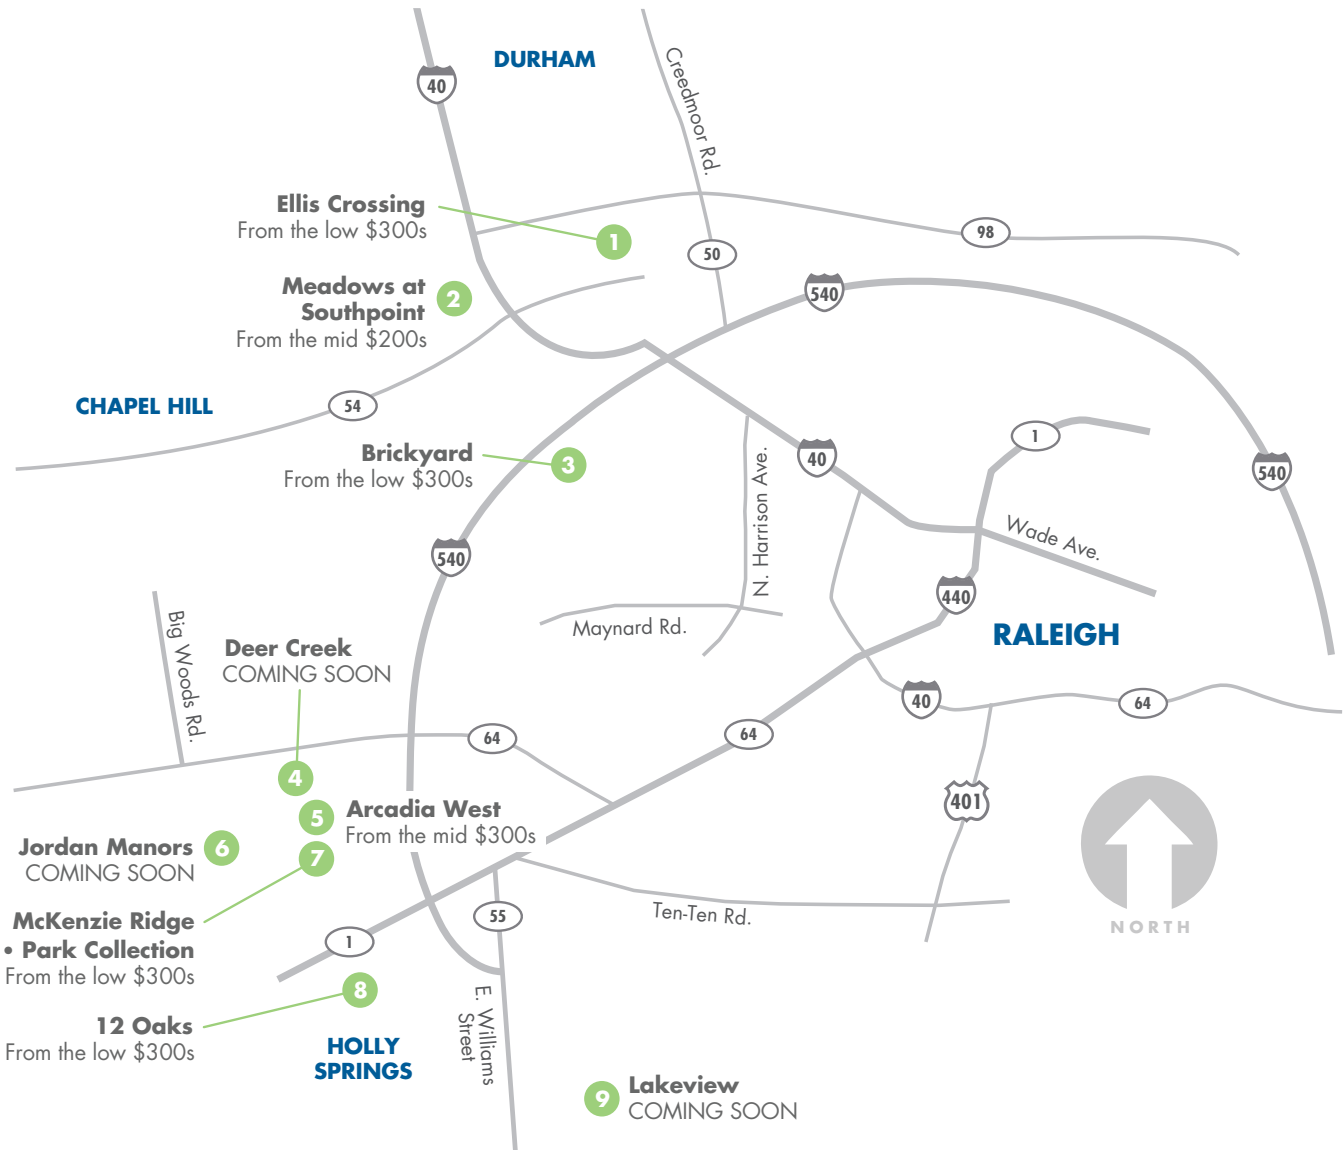 DURHAM
40
Creedmoor Rd.
Ellis Crossing
From the low $300s
1
98
50
Meadows at
Southpoint
From the mid $200s
2
540
CHAPEL HILL
54
1
Brickyard
From the low $300s
3
40
540
N. Harrison Ave.
Wade Ave.
540
440
Big Woods Rd.
Maynard Rd.
RALEIGH
Deer Creek
COMING SOON
40
64
64
64
4
401
5
Arcadia West
From the mid $300s
Jordan Manors
COMING SOON
6
7
McKenzie Ridge
• Park Collection
From the low $300s
55
Ten-Ten Rd.
NORTH
1
8
12 Oaks
From the low $300s
E. Williams
Street
HOLLY
SPRINGS
9
Lakeview
COMING SOON